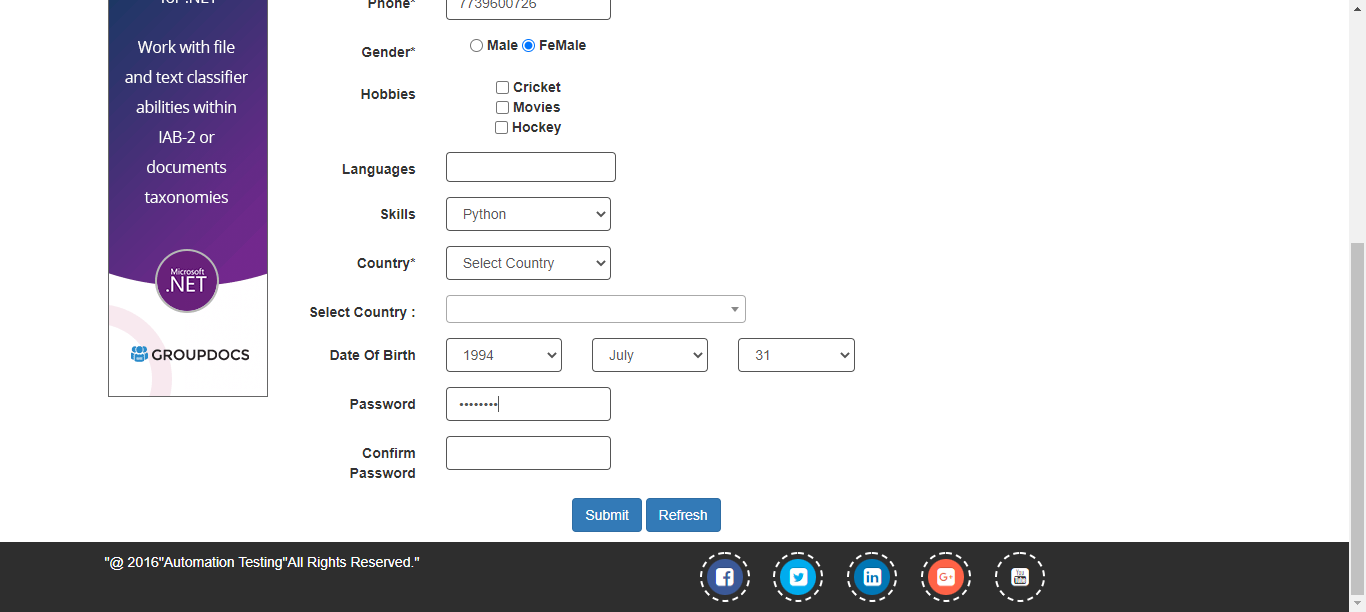 for .NET
Work with file
and text classifier
abilities within
IAB-2 or
documents
taxonomies
Microsoft
.NET
GROUPDOCS
Phone*
7739600726
Gender*
Male FeMale
Hobbies
Cricket
Movies
Hockey
Languages
Skills
Python
Country*
Select Country
Select Country :
Date Of Birth
1994 July 31
Password
••••••••
Confirm
Password
Submit Refresh
"@ 2016"Automation Testing"All Rights Reserved."
f
in
G+
You
Tube